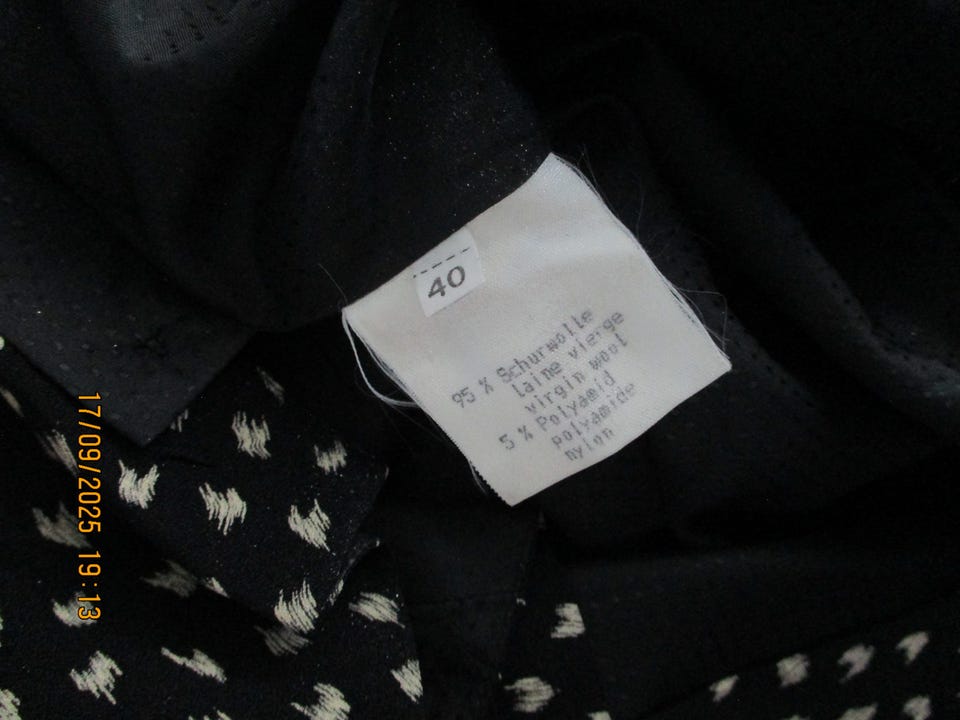 40
95 % Schurwolle
laine vierge
virgin wool
5 % Polyamid
polyamide
nylon
17/09/2025 19:13